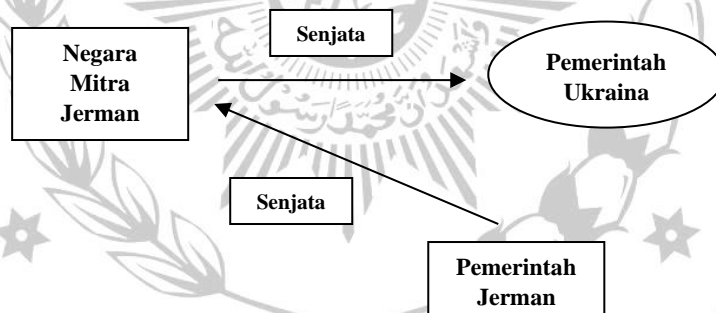 Senjata
Negara
Mitra
Jerman
Pemerintah
Ukraina
Senjata
Pemerintah
Jerman